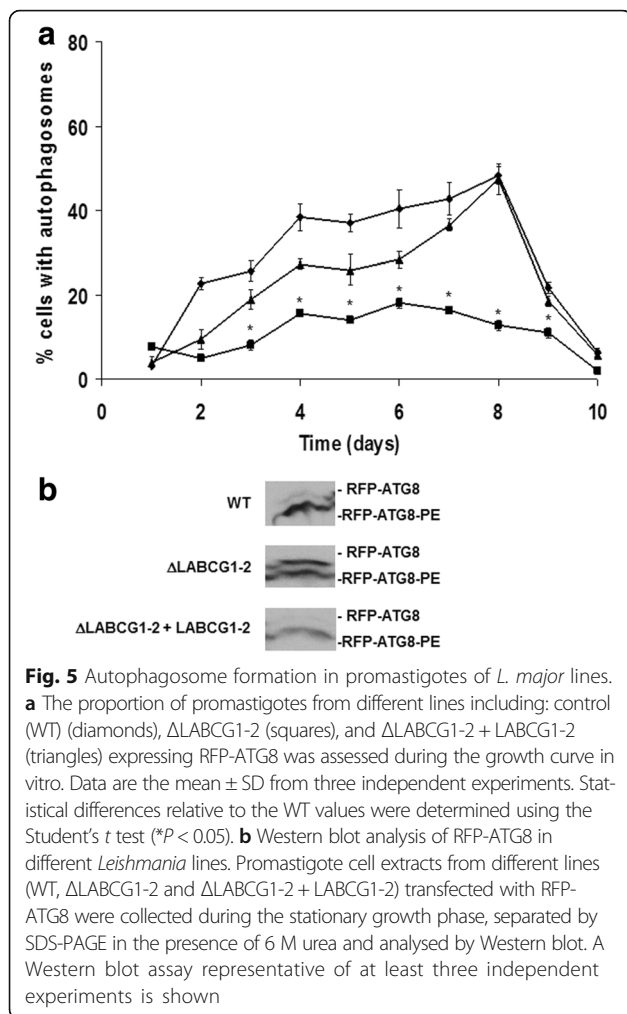 a
80
60
40
20
0
% cells with autophagosomes
* * * * * * *
0 2 4 6 8 10
Time (days)
b
WT
- RFP-ATG8
-RFP-ATG8-PE
ΔLABCG1-2
- RFP-ATG8
-RFP-ATG8-PE
ΔLABCG1-2 + LABCG1-2
- RFP-ATG8
-RFP-ATG8-PE
Fig. 5 Autophagosome formation in promastigotes of L. major lines.
a The proportion of promastigotes from different lines including: control
(WT) (diamonds), ΔLABCG1-2 (squares), and ΔLABCG1-2 + LABCG1-2
(triangles) expressing RFP-ATG8 was assessed during the growth curve in
vitro. Data are the mean ± SD from three independent experiments. Stat-
istical differences relative to the WT values were determined using the
Student's t test (*P < 0.05). b Western blot analysis of RFP-ATG8 in
different Leishmania lines. Promastigote cell extracts from different lines
(WT, ΔLABCG1-2 and ΔLABCG1-2 + LABCG1-2) transfected with RFP-
ATG8 were collected during the stationary growth phase, separated by
SDS-PAGE in the presence of 6 M urea and analysed by Western blot. A
Western blot assay representative of at least three independent
experiments is shown